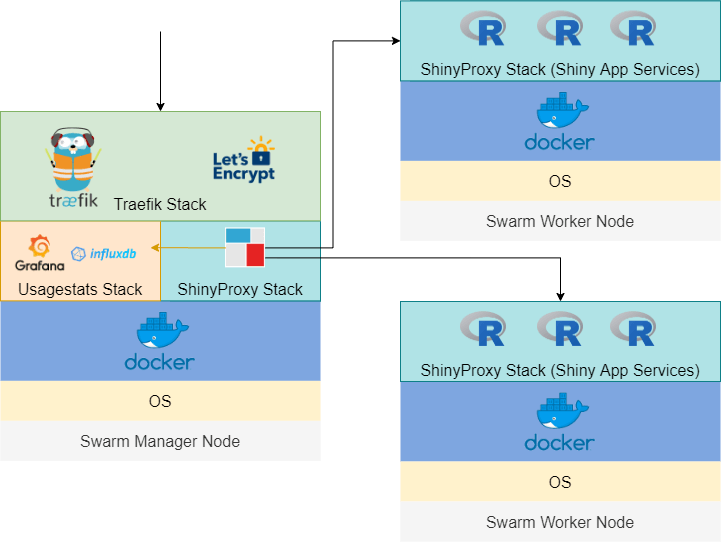 træfik
Let's
Encrypt
Traefik Stack
Grafana
influxdb
Usagestats Stack
ShinyProxy Stack
docker
OS
Swarm Manager Node
R R R
ShinyProxy Stack (Shiny App Services)
docker
OS
Swarm Worker Node
R R R
ShinyProxy Stack (Shiny App Services)
docker
OS
Swarm Worker Node